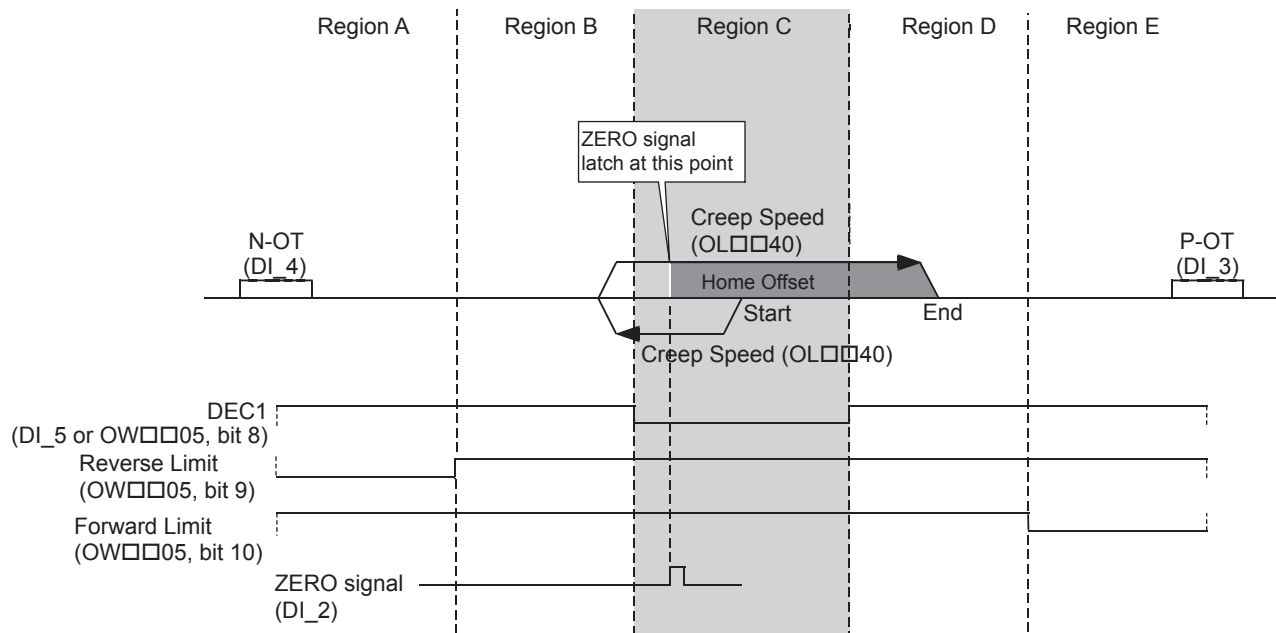 Region A Region B Region C Region D Region E
ZERO signal
latch at this point
Creep Speed
(OL□□40)
N-OT
(DI_4)
P-OT
(DI_3)
Home Offset
Start
End
Creep Speed (OL□□40)
DEC1
(DI_5 or OW□□05, bit 8)
Reverse Limit
(OW□□05, bit 9)
Forward Limit
(OW□□05, bit 10)
ZERO signal
(DI_2)